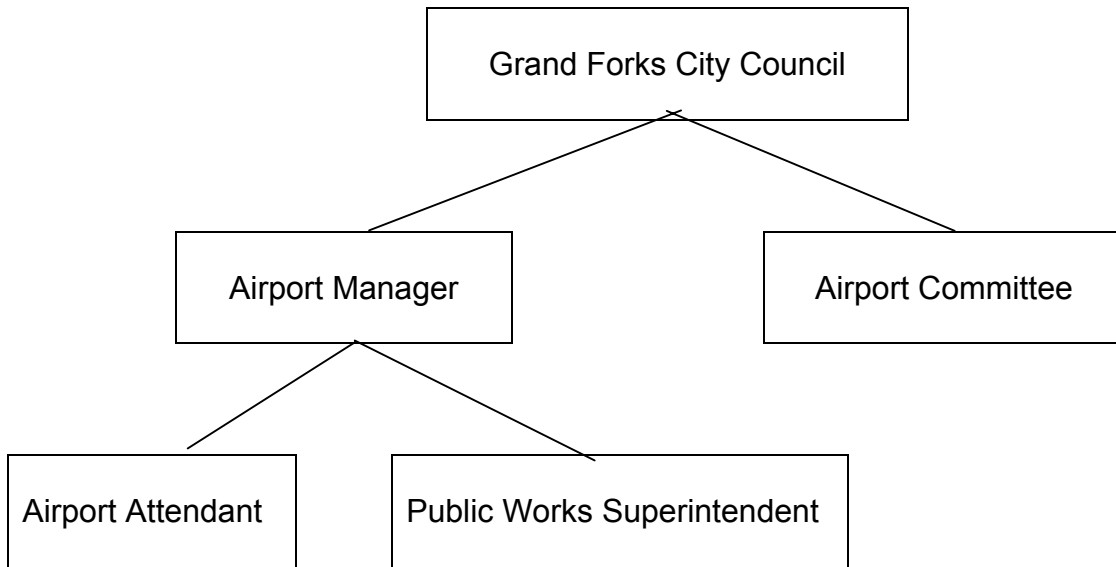 Grand Forks City Council
Airport Manager
Airport Committee
Airport Attendant
Public Works Superintendent